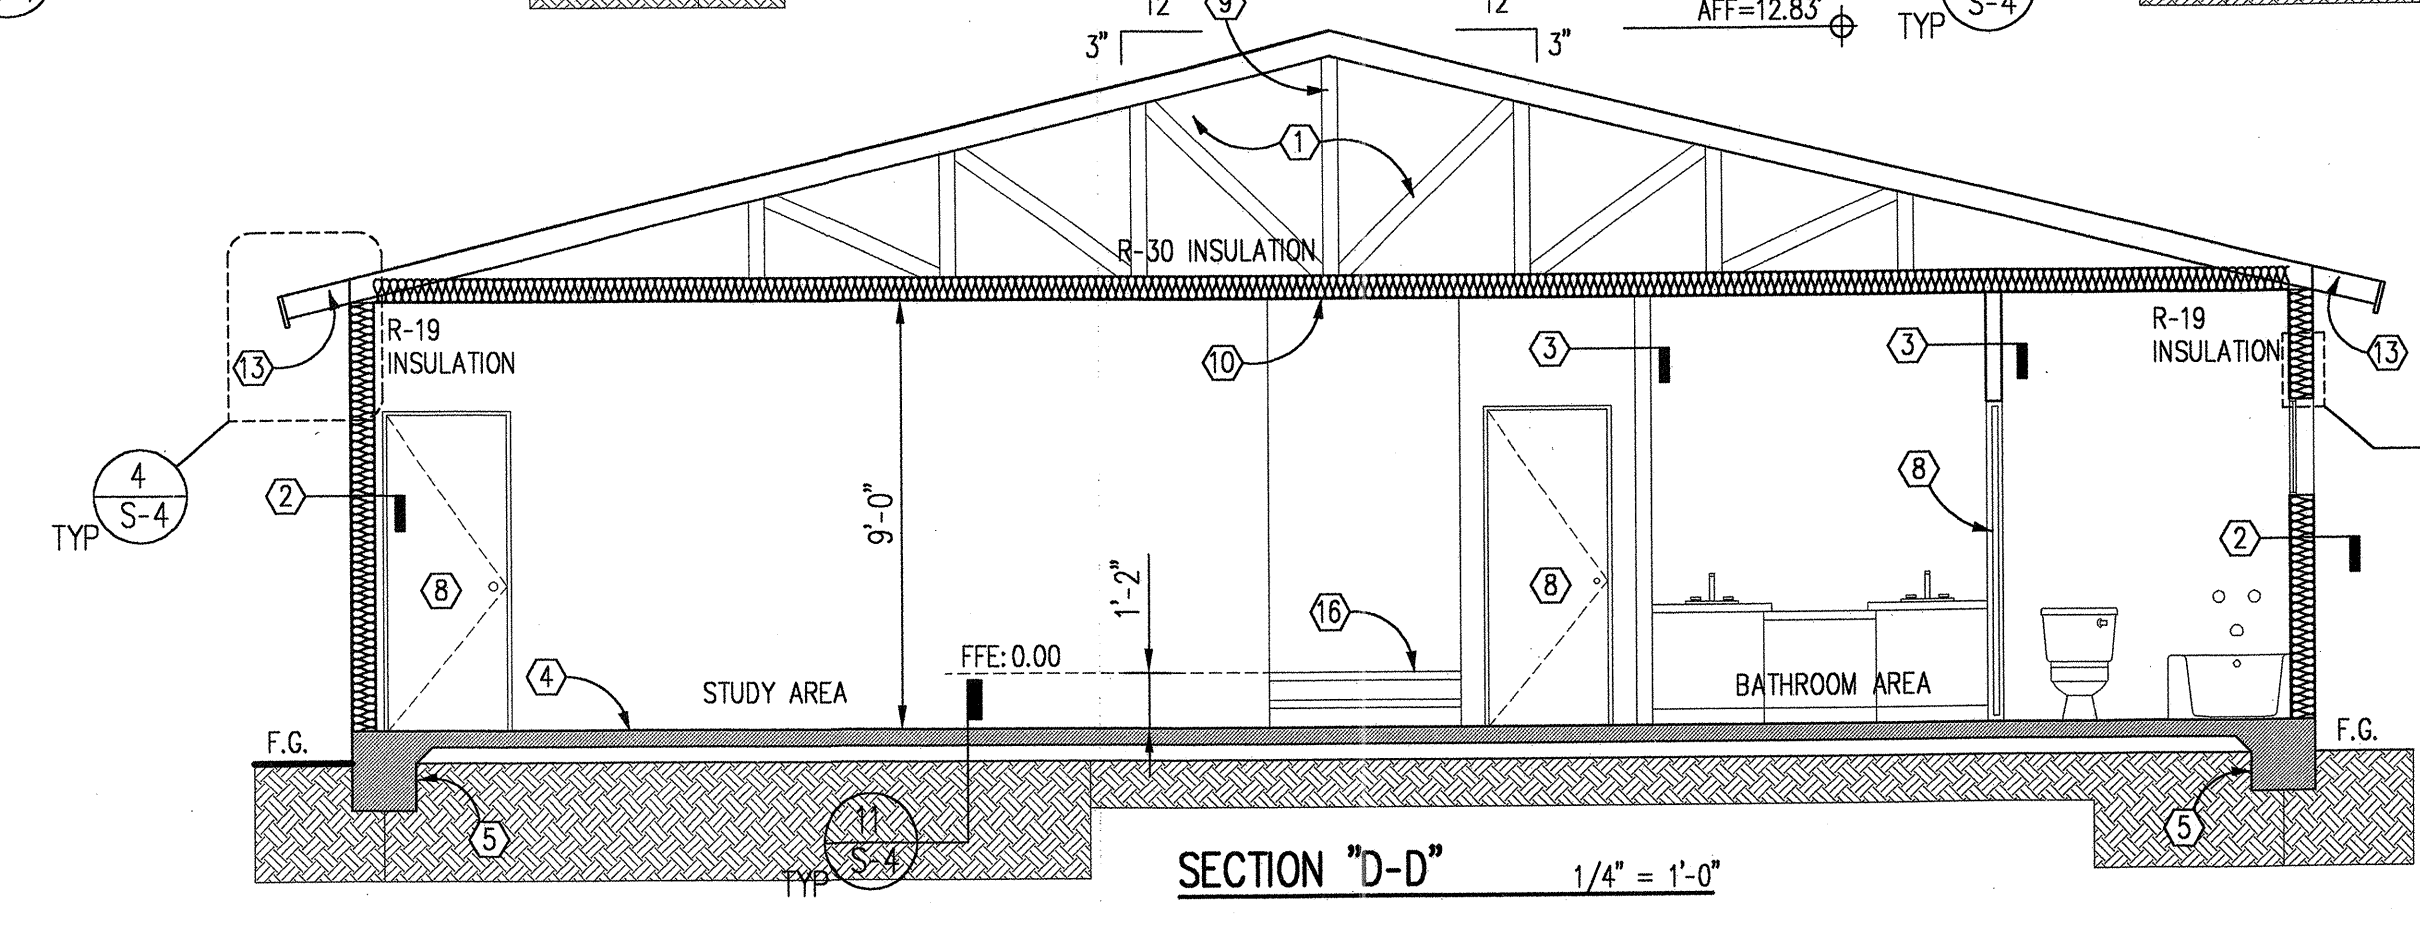 12
9
12
AFF=12.83'
TYP
S-4
3"
3"
1
R-30 INSULATION
R-19
INSULATION
R-19
INSULATION
13
10
3
3
13
4
S-4
TYP
2
8
9'-0"
8
8
2
1'-2"
16
FFE: 0.00
4
STUDY AREA
BATHROOM AREA
F.G.
F.G.
5
11
S-4
TYP
5
SECTION "D-D"
1/4" = 1'-0"